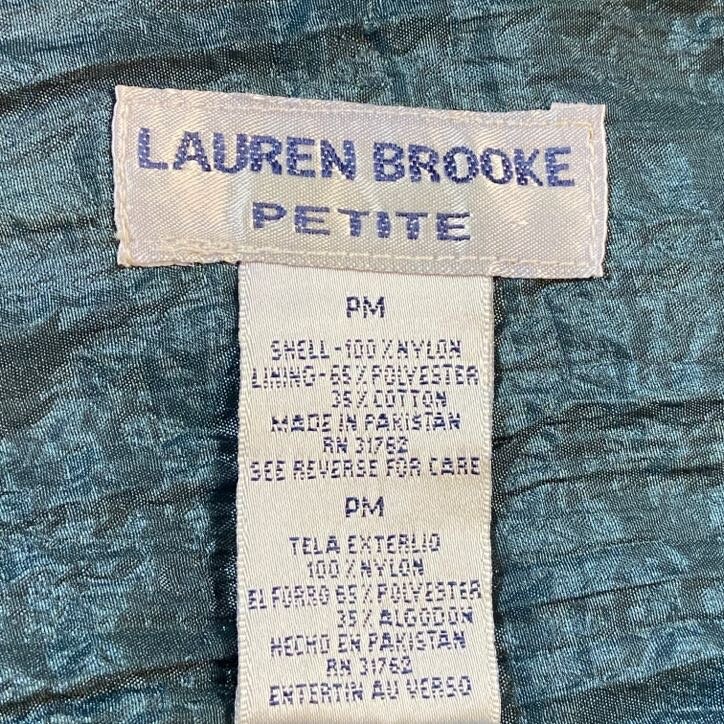 LAUREN BROOKE
PETITE
PM
SHELL-100%NYLON
LINING-65%POLYESTER
35%COTTON
MADE IN PAKISTAN
RN 31762
SEE REVERSE FOR CARE
PM
TELA EXTERLIO
100%NYLON
EL FORRO 65%POLYESTER
35%ALGODON
HECHO EN PAKISTAN
RN 31762
ENTERTIN AU VERSO